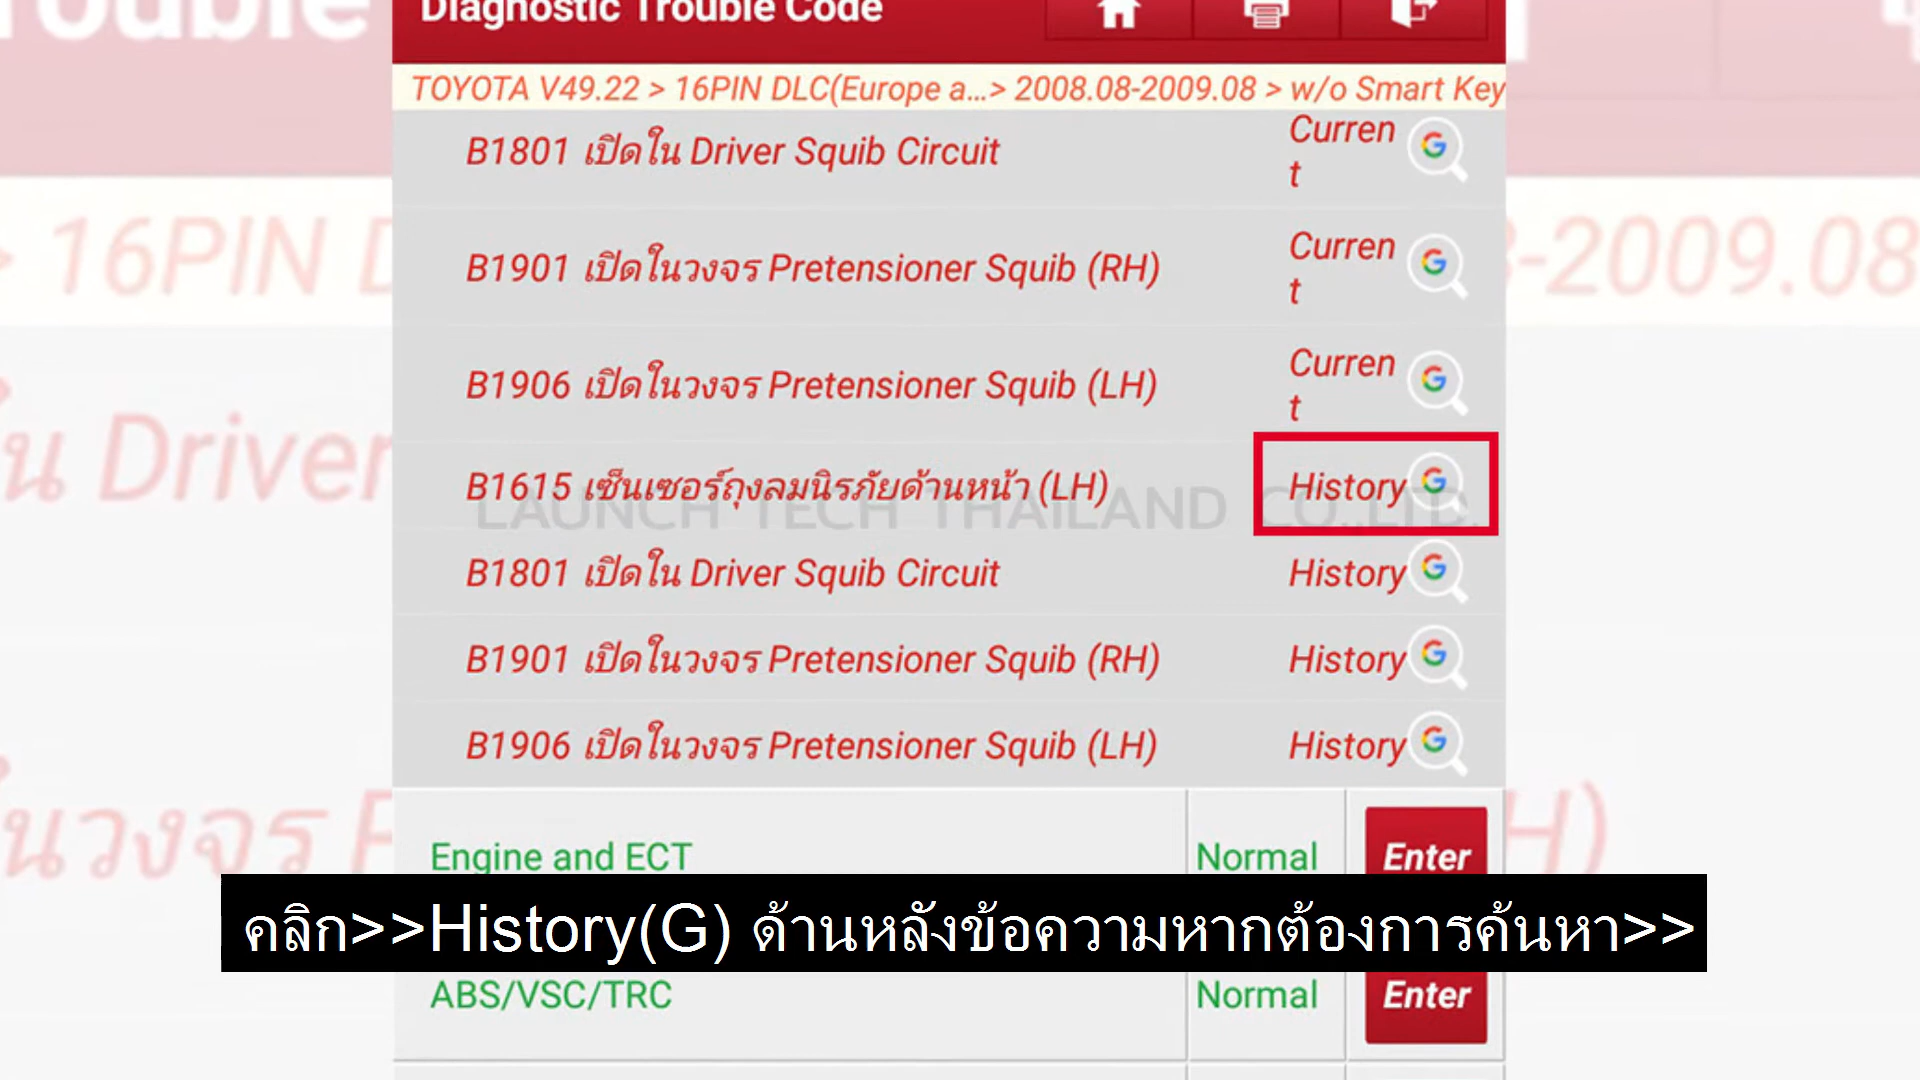 Diagnostic Trouble Code
TOYOTA V49.22 > 16PIN DLC(Europe a...> 2008.08-2009.08 > w/o Smart Key
B1801 เปิดใน Driver Squib Circuit
Curren
t
B1901 เปิดในวงจร Pretensioner Squib (RH)
Curren
t
B1906 เปิดในวงจร Pretensioner Squib (LH)
Curren
t
B1615 เซ็นเซอร์ถุงลมนิรภัยด้านหน้า (LH)
History
LAUNCH TECH THAILAND CO.,LTD.
B1801 เปิดใน Driver Squib Circuit
History
B1901 เปิดในวงจร Pretensioner Squib (RH)
History
B1906 เปิดในวงจร Pretensioner Squib (LH)
History
Engine and ECT
Normal
Enter
คลิก>>History(G) ด้านหลังข้อความหากต้องการค้นหา>>
ABS/VSC/TRC
Normal
Enter